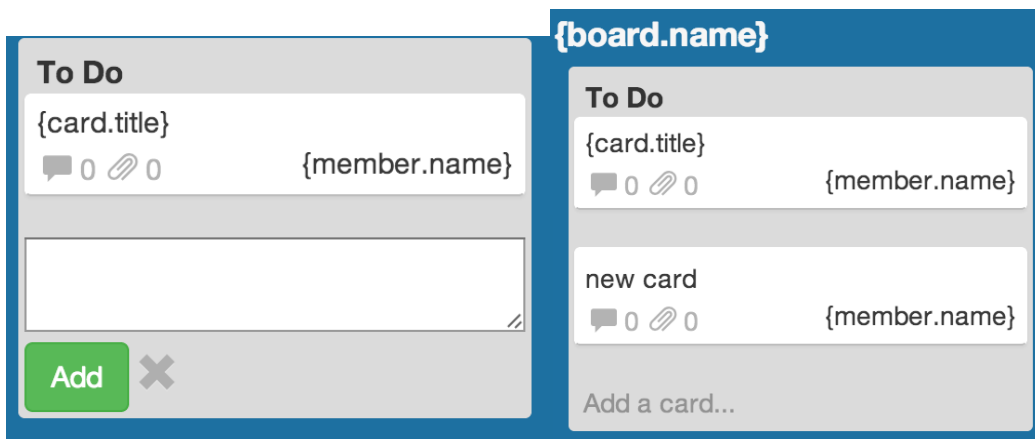 To Do
{card.title}
0 0 {member.name}
Add
{board.name}
To Do
{card.title}
0 0 {member.name}
new card
0 0 {member.name}
Add a card...